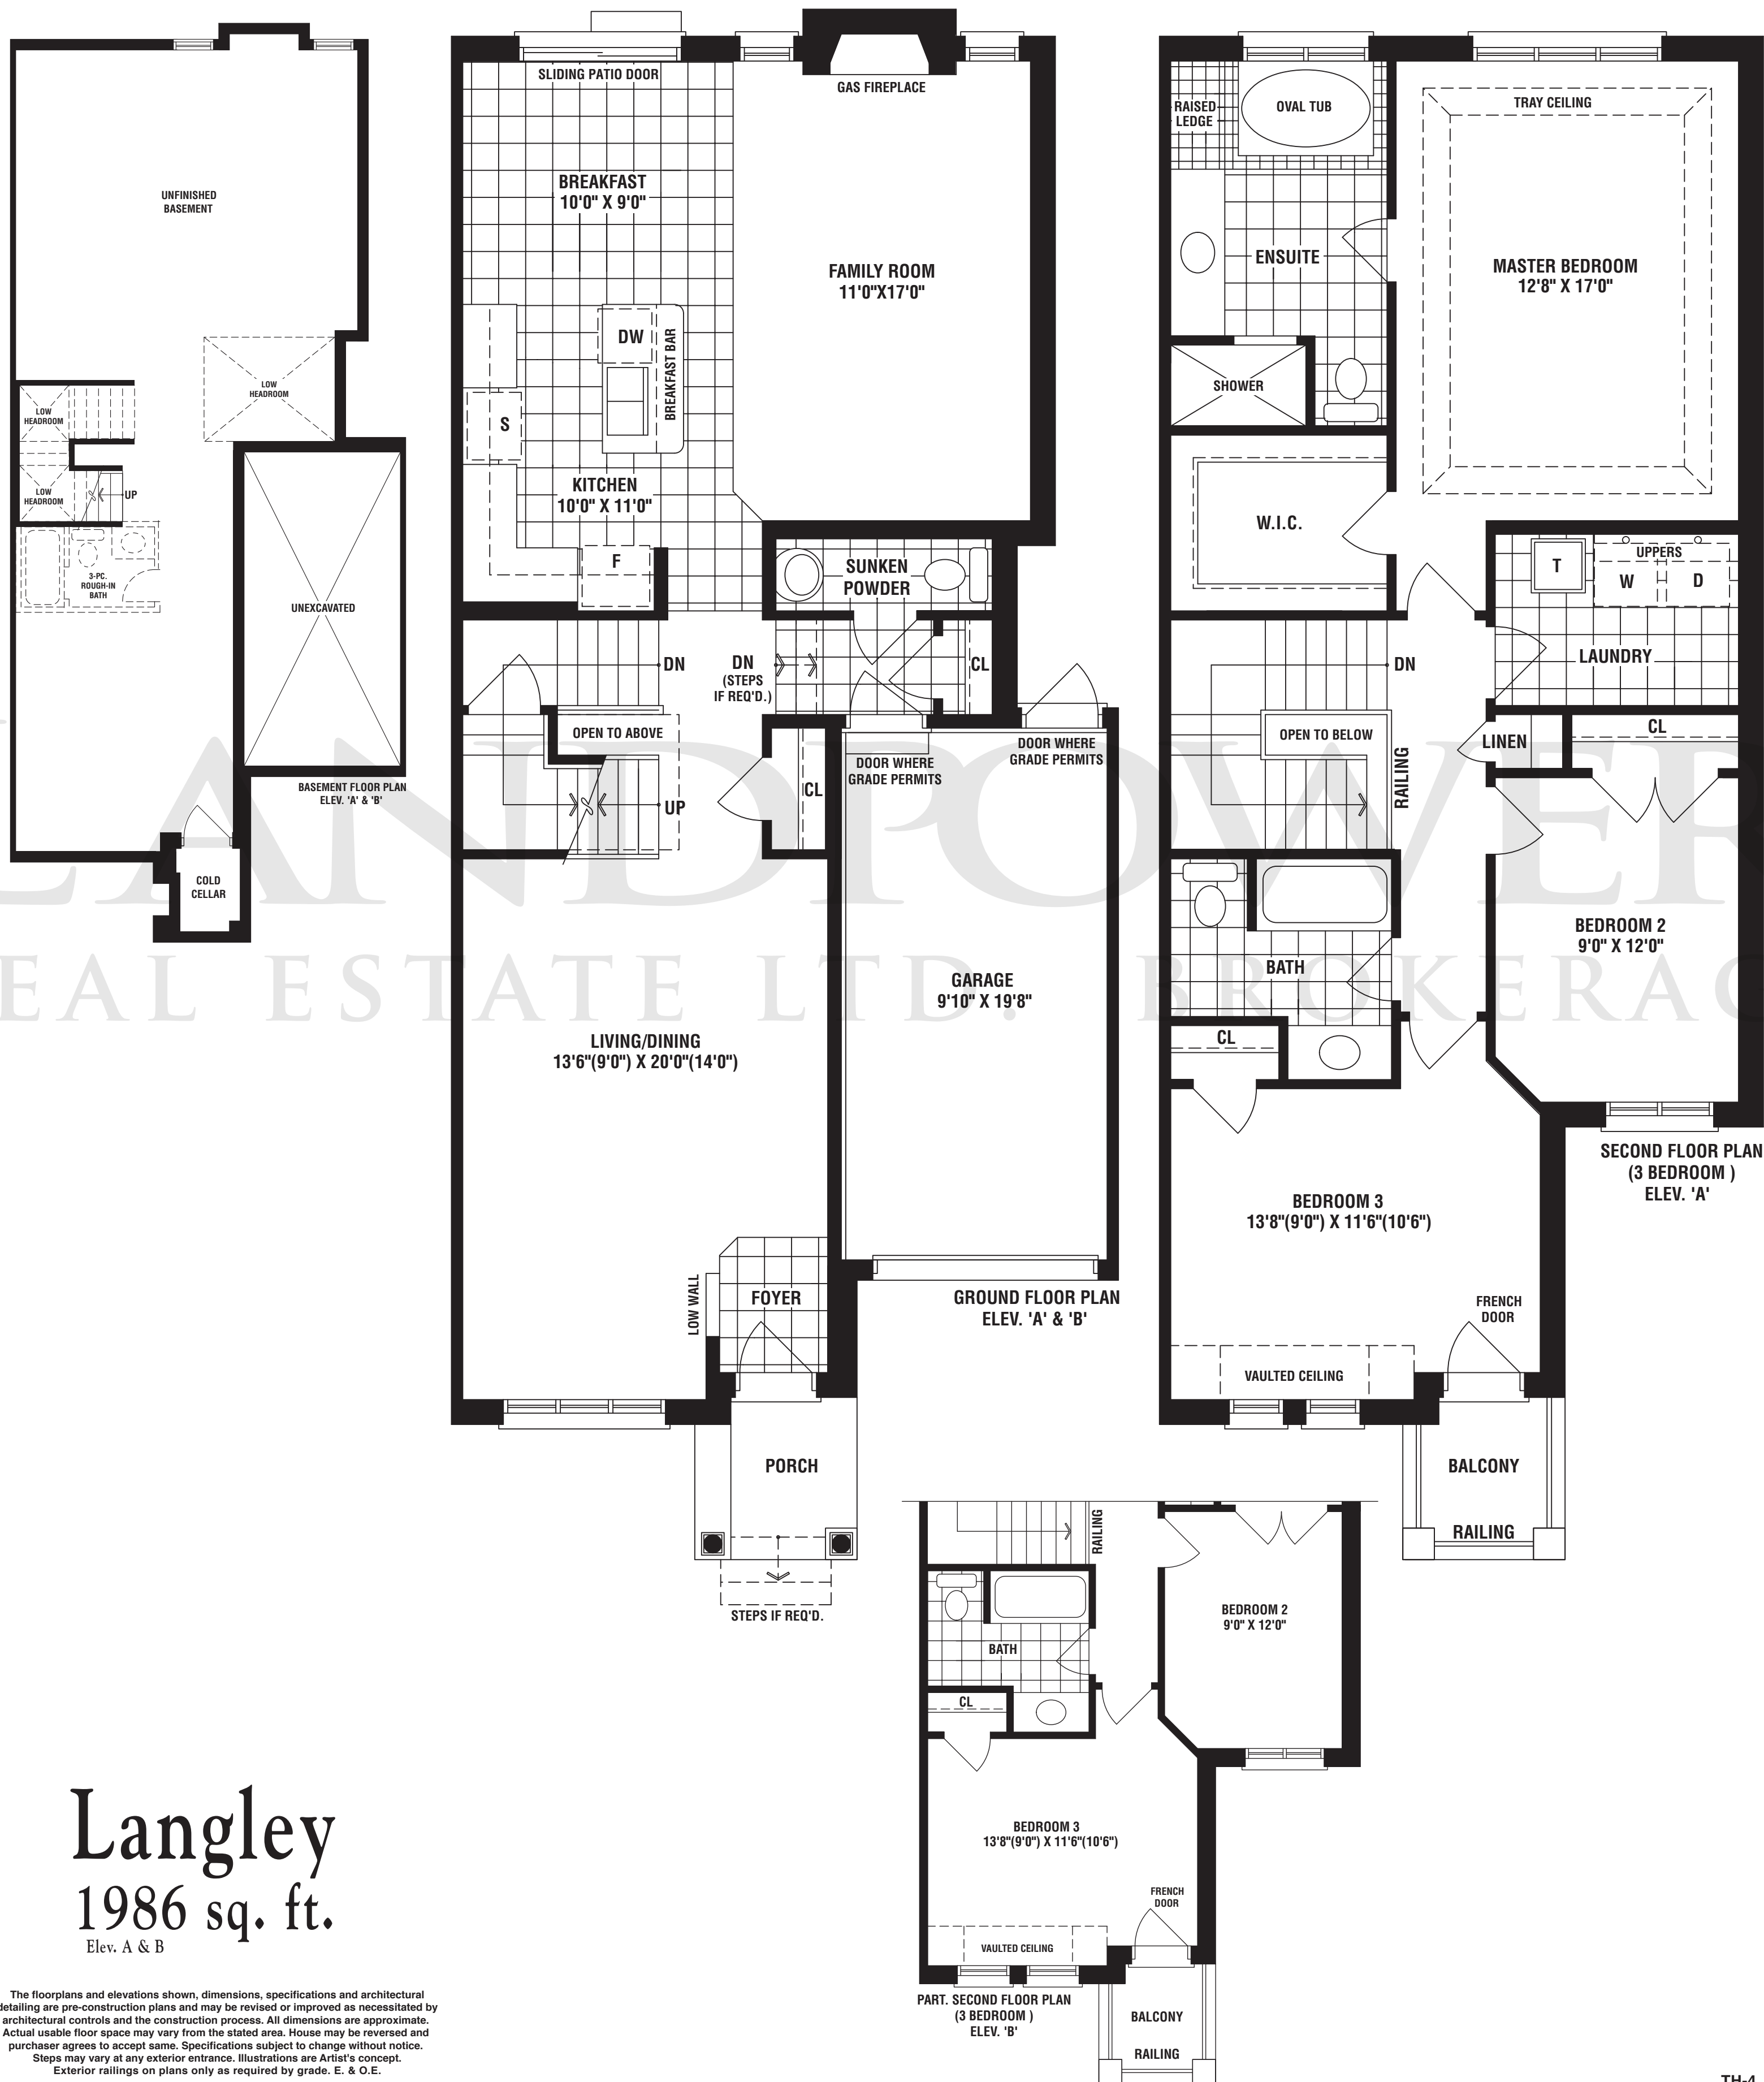 UNFINISHED
BASEMENT
LOW
HEADROOM
LOW
HEADROOM
LOW
HEADROOM
UP
3-PC.
ROUGH-IN
BATH
UNEXCAVATED
BASEMENT FLOOR PLAN
ELEV. 'A' & 'B'
COLD
CELLAR
SLIDING PATIO DOOR
GAS FIREPLACE
BREAKFAST
10'0" X 9'0"
FAMILY ROOM
11'0"X17'0"
DW
BREAKFAST BAR
S
KITCHEN
10'0" X 11'0"
F
SUNKEN
POWDER
DN
DN
(STEPS
IF REQ'D.)
CL
OPEN TO ABOVE
DOOR WHERE
GRADE PERMITS
DOOR WHERE
GRADE PERMITS
CL
UP
GARAGE
9'10" X 19'8"
LIVING/DINING
13'6"(9'0") X 20'0"(14'0")
LOW WALL
FOYER
GROUND FLOOR PLAN
ELEV. 'A' & 'B'
PORCH
STEPS IF REQ'D.
RAISED
LEDGE
OVAL TUB
TRAY CEILING
ENSUITE
MASTER BEDROOM
12'8" X 17'0"
SHOWER
W.I.C.
T
UPPERS
W
D
LAUNDRY
DN
OPEN TO BELOW
RAILING
LINEN
CL
BEDROOM 2
9'0" X 12'0"
BATH
CL
SECOND FLOOR PLAN
(3 BEDROOM )
ELEV. 'A'
BEDROOM 3
13'8"(9'0") X 11'6"(10'6")
FRENCH
DOOR
VAULTED CEILING
BALCONY
RAILING
RAILING
BEDROOM 2
9'0" X 12'0"
BATH
CL
BEDROOM 3
13'8"(9'0") X 11'6"(10'6")
FRENCH
DOOR
VAULTED CEILING
PART. SECOND FLOOR PLAN
(3 BEDROOM )
ELEV. 'B'
BALCONY
RAILING
LANDPOWER
EAL ESTATE LTD. BROKERAG
Langley
1986 sq. ft.
Elev. A & B
The floorplans and elevations shown, dimensions, specifications and architectural
detailing are pre-construction plans and may be revised or improved as necessitated by
architectural controls and the construction process. All dimensions are approximate.
Actual usable floor space may vary from the stated area. House may be reversed and
purchaser agrees to accept same. Specifications subject to change without notice.
Steps may vary at any exterior entrance. Illustrations are Artist's concept.
Exterior railings on plans only as required by grade. E. & O.E.
TH-4